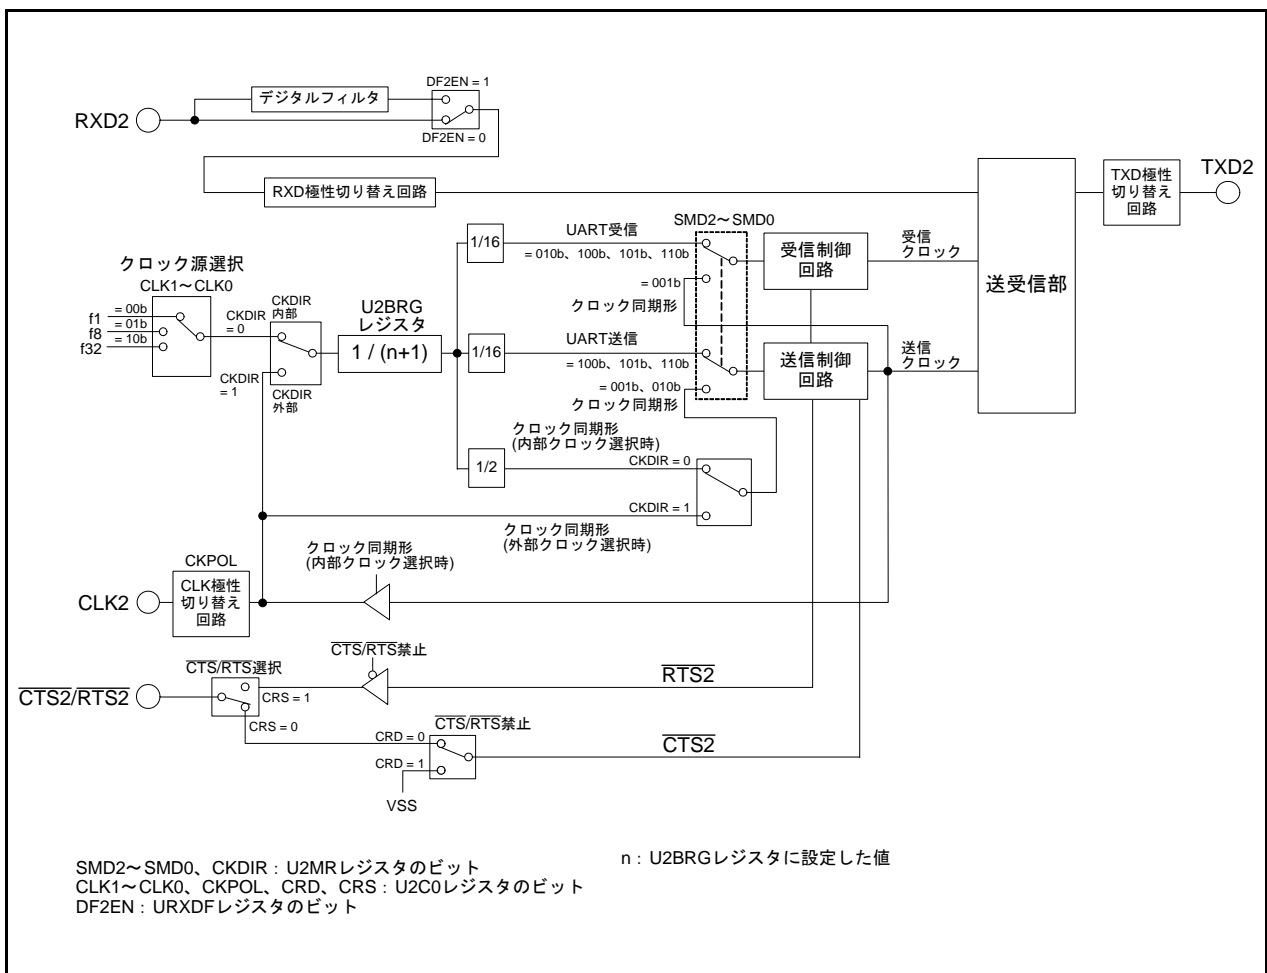 DF2EN = 1
デジタルフィルタ
RXD2
DF2EN = 0
RXD極性切り替え回路
TXD極性
切り替え
回路
TXD2
SMD2～SMD0
1/16
UART受信
= 010b、100b、101b、110b
= 001b
クロック同期形
受信制御
回路
受信
クロック
送受信部
クロック源選択
CLK1～CLK0
f1
= 00b
f8
= 01b
f32
= 10b
CKDIR
= 0
CKDIR
内部
CKDIR
= 1
CKDIR
外部
U2BRG
レジスタ
1 / (n+1)
1/16
UART送信
= 100b、101b、110b
= 001b、010b
クロック同期形
送信制御
回路
送信
クロック
クロック同期形
(内部クロック選択時)
1/2
CKDIR = 0
CKDIR = 1
クロック同期形
(外部クロック選択時)
クロック同期形
(内部クロック選択時)
CKPOL
CLK2
CLK極性
切り替え
回路
CTS/RTS禁止
CTS/RTS選択
RTS2
CTS2/RTS2
CRS = 1
CRS = 0
CTS/RTS禁止
CRD = 0
CTS2
CRD = 1
VSS
SMD2～SMD0、CKDIR：U2MRレジスタのビット
n：U2BRGレジスタに設定した値
CLK1～CLK0、CKPOL、CRD、CRS：U2C0レジスタのビット
DF2EN：URXDFレジスタのビット